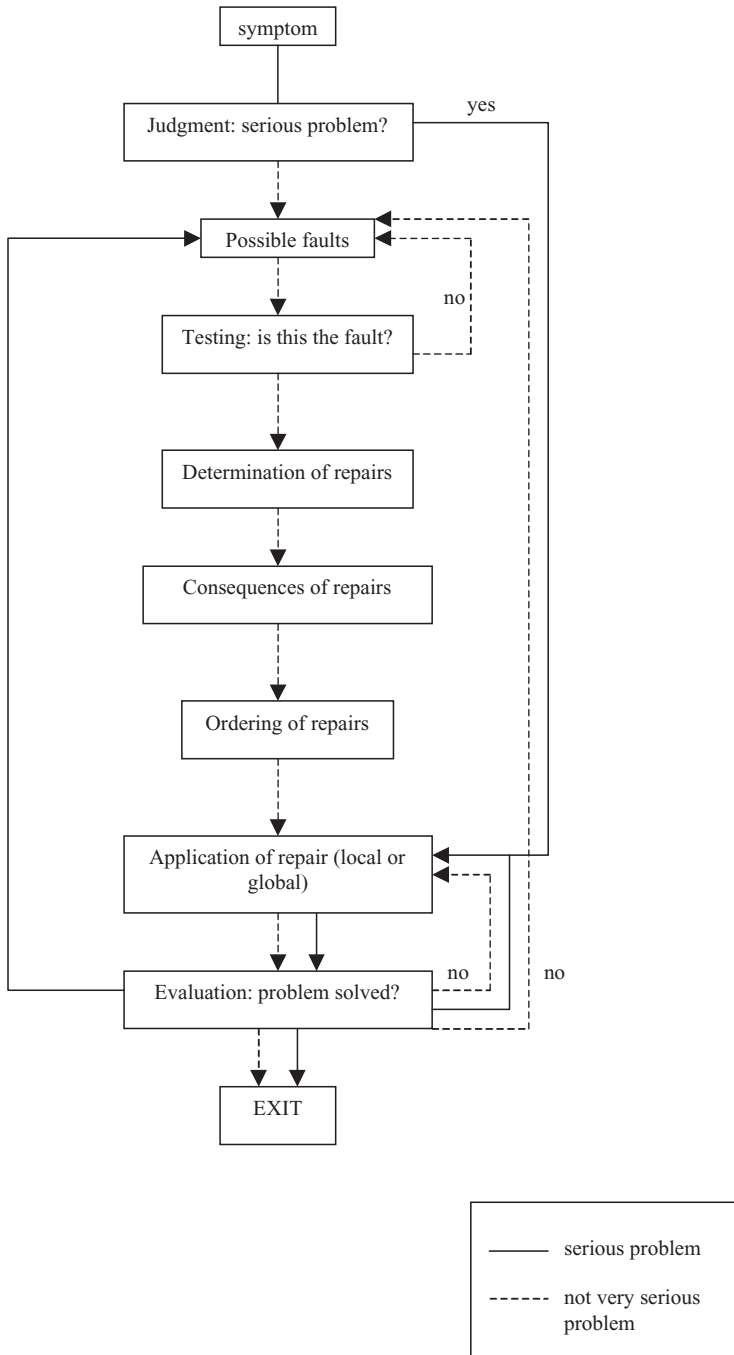 symptom
yes
Judgment: serious problem?
Possible faults
no
Testing: is this the fault?
Determination of repairs
Consequences of repairs
Ordering of repairs
Application of repair (local or
global)
no
no
Evaluation: problem solved?
EXIT
serious problem
not very serious
problem